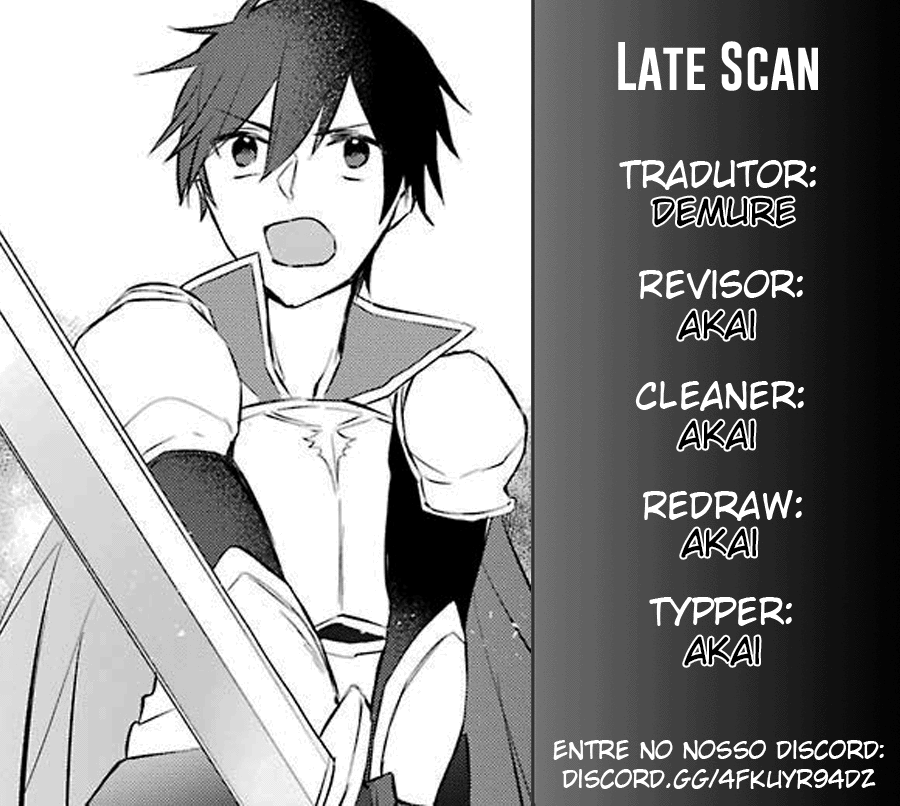 LATE SCAN
TRADUTOR:
DEMURE
REVISOR:
AKAI
CLEANER:
AKAI
REDRAW:
AKAI
TYPPER:
AKAI
ENTRE NO NOSSO DISCORD:
DISCORD.GG/4FKUYR94DZ